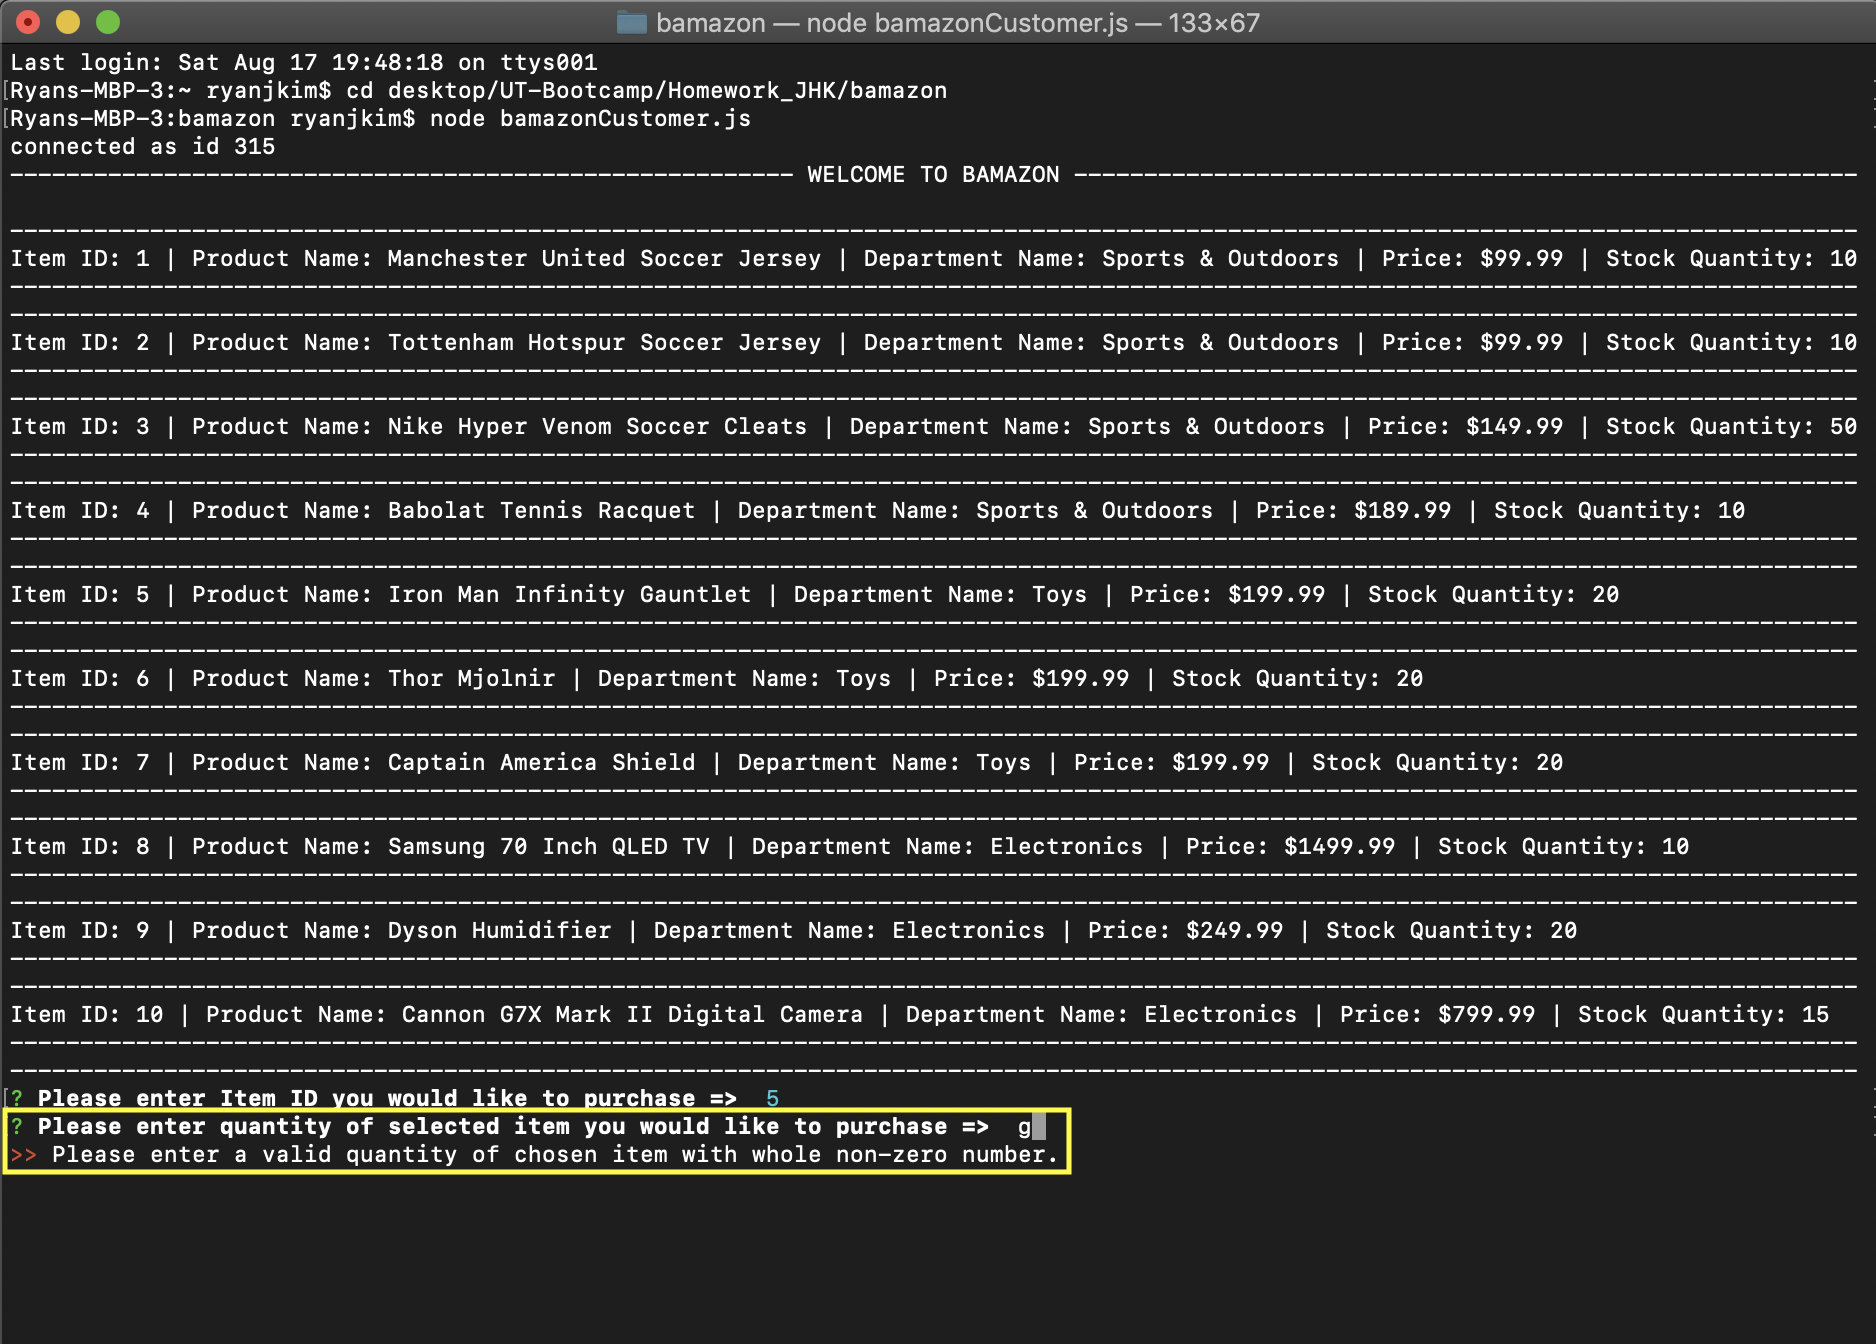 bamazon — node bamazonCustomer.js — 133×67
Last login: Sat Aug 17 19:48:18 on ttys001
[Ryans-MBP-3:~ ryanjkim$ cd desktop/UT-Bootcamp/Homework_JHK/bamazon
[Ryans-MBP-3:bamazon ryanjkim$ node bamazonCustomer.js
connected as id 315
-------------------------------------------------------- WELCOME TO BAMAZON --------------------------------------------------------
------------------------------------------------------------------------------------------------------------------------------------
Item ID: 1 | Product Name: Manchester United Soccer Jersey | Department Name: Sports & Outdoors | Price: $99.99 | Stock Quantity: 10
------------------------------------------------------------------------------------------------------------------------------------
------------------------------------------------------------------------------------------------------------------------------------
Item ID: 2 | Product Name: Tottenham Hotspur Soccer Jersey | Department Name: Sports & Outdoors | Price: $99.99 | Stock Quantity: 10
------------------------------------------------------------------------------------------------------------------------------------
------------------------------------------------------------------------------------------------------------------------------------
Item ID: 3 | Product Name: Nike Hyper Venom Soccer Cleats | Department Name: Sports & Outdoors | Price: $149.99 | Stock Quantity: 50
------------------------------------------------------------------------------------------------------------------------------------
------------------------------------------------------------------------------------------------------------------------------------
Item ID: 4 | Product Name: Babolat Tennis Racquet | Department Name: Sports & Outdoors | Price: $189.99 | Stock Quantity: 10
------------------------------------------------------------------------------------------------------------------------------------
------------------------------------------------------------------------------------------------------------------------------------
Item ID: 5 | Product Name: Iron Man Infinity Gauntlet | Department Name: Toys | Price: $199.99 | Stock Quantity: 20
------------------------------------------------------------------------------------------------------------------------------------
------------------------------------------------------------------------------------------------------------------------------------
Item ID: 6 | Product Name: Thor Mjolnir | Department Name: Toys | Price: $199.99 | Stock Quantity: 20
------------------------------------------------------------------------------------------------------------------------------------
------------------------------------------------------------------------------------------------------------------------------------
Item ID: 7 | Product Name: Captain America Shield | Department Name: Toys | Price: $199.99 | Stock Quantity: 20
------------------------------------------------------------------------------------------------------------------------------------
------------------------------------------------------------------------------------------------------------------------------------
Item ID: 8 | Product Name: Samsung 70 Inch QLED TV | Department Name: Electronics | Price: $1499.99 | Stock Quantity: 10
------------------------------------------------------------------------------------------------------------------------------------
------------------------------------------------------------------------------------------------------------------------------------
Item ID: 9 | Product Name: Dyson Humidifier | Department Name: Electronics | Price: $249.99 | Stock Quantity: 20
------------------------------------------------------------------------------------------------------------------------------------
------------------------------------------------------------------------------------------------------------------------------------
Item ID: 10 | Product Name: Cannon G7X Mark II Digital Camera | Department Name: Electronics | Price: $799.99 | Stock Quantity: 15
------------------------------------------------------------------------------------------------------------------------------------
------------------------------------------------------------------------------------------------------------------------------------
[? Please enter Item ID you would like to purchase =>  5
? Please enter quantity of selected item you would like to purchase =>  g
>> Please enter a valid quantity of chosen item with whole non-zero number.